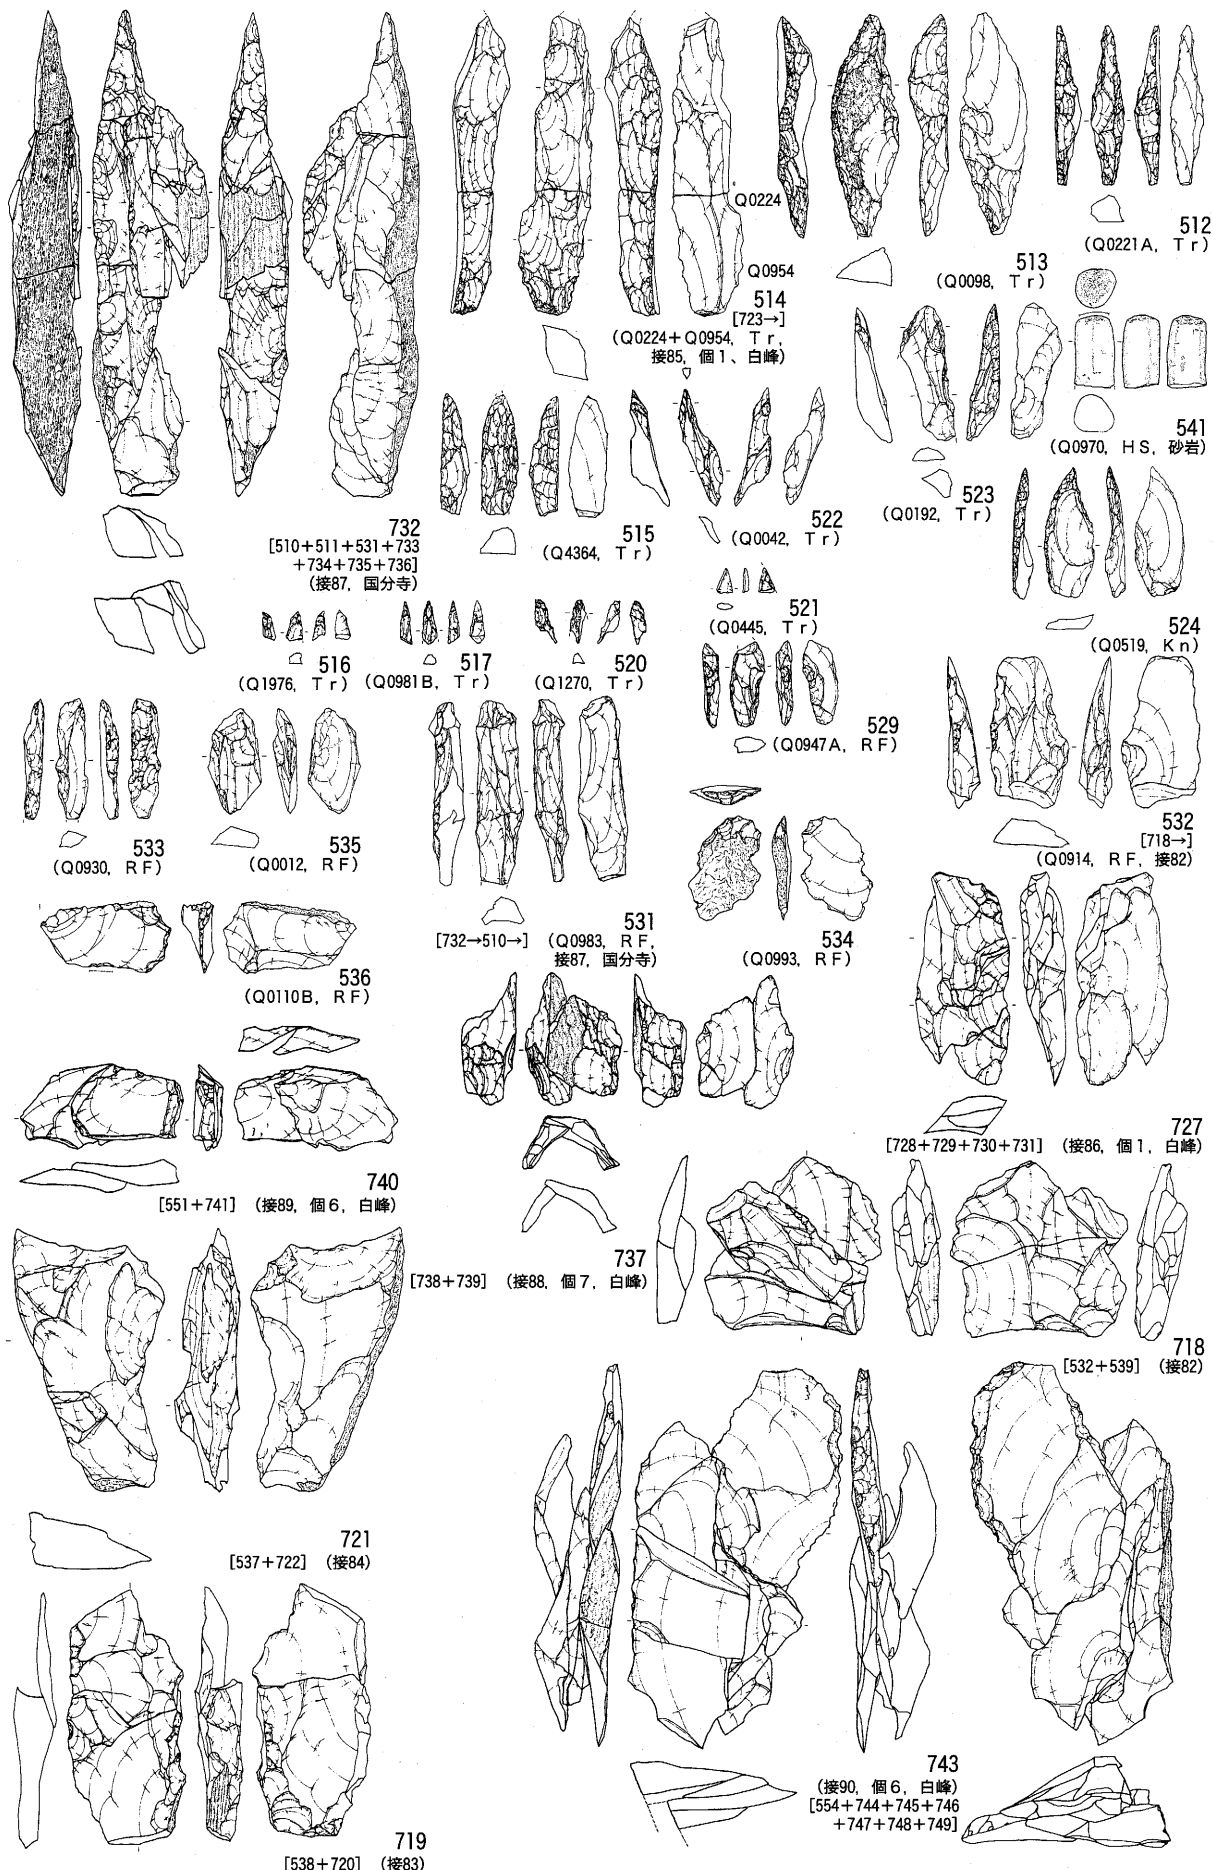 Q0224
Q0954
514
[723→]
(Q0224+Q0954, Tr,
接85, 個1、白峰)
513
(Q0098, Tr)
512
(Q0221A, Tr)
541
(Q0970, HS, 砂岩)
732
[510+511+531+733
+734+735+736]
(接87, 国分寺)
515
(Q4364, Tr)
522
(Q0042, Tr)
523
(Q0192, Tr)
521
(Q0445, Tr)
524
(Q0519, Kn)
516
(Q1976, Tr)
517
(Q0981B, Tr)
520
(Q1270, Tr)
529
(Q0947A, RF)
533
(Q0930, RF)
535
(Q0012, RF)
532
[718→]
(Q0914, RF, 接82)
531
[732→510→] (Q0983, RF,
接87, 国分寺)
534
(Q0993, RF)
536
(Q0110B, RF)
727
[728+729+730+731] (接86, 個1, 白峰)
740
[551+741] (接89, 個6, 白峰)
737
[738+739] (接88, 個7, 白峰)
718
[532+539] (接82)
721
[537+722] (接84)
743
(接90, 個6, 白峰)
[554+744+745+746
+747+748+749]
719
[538+720] (接83)